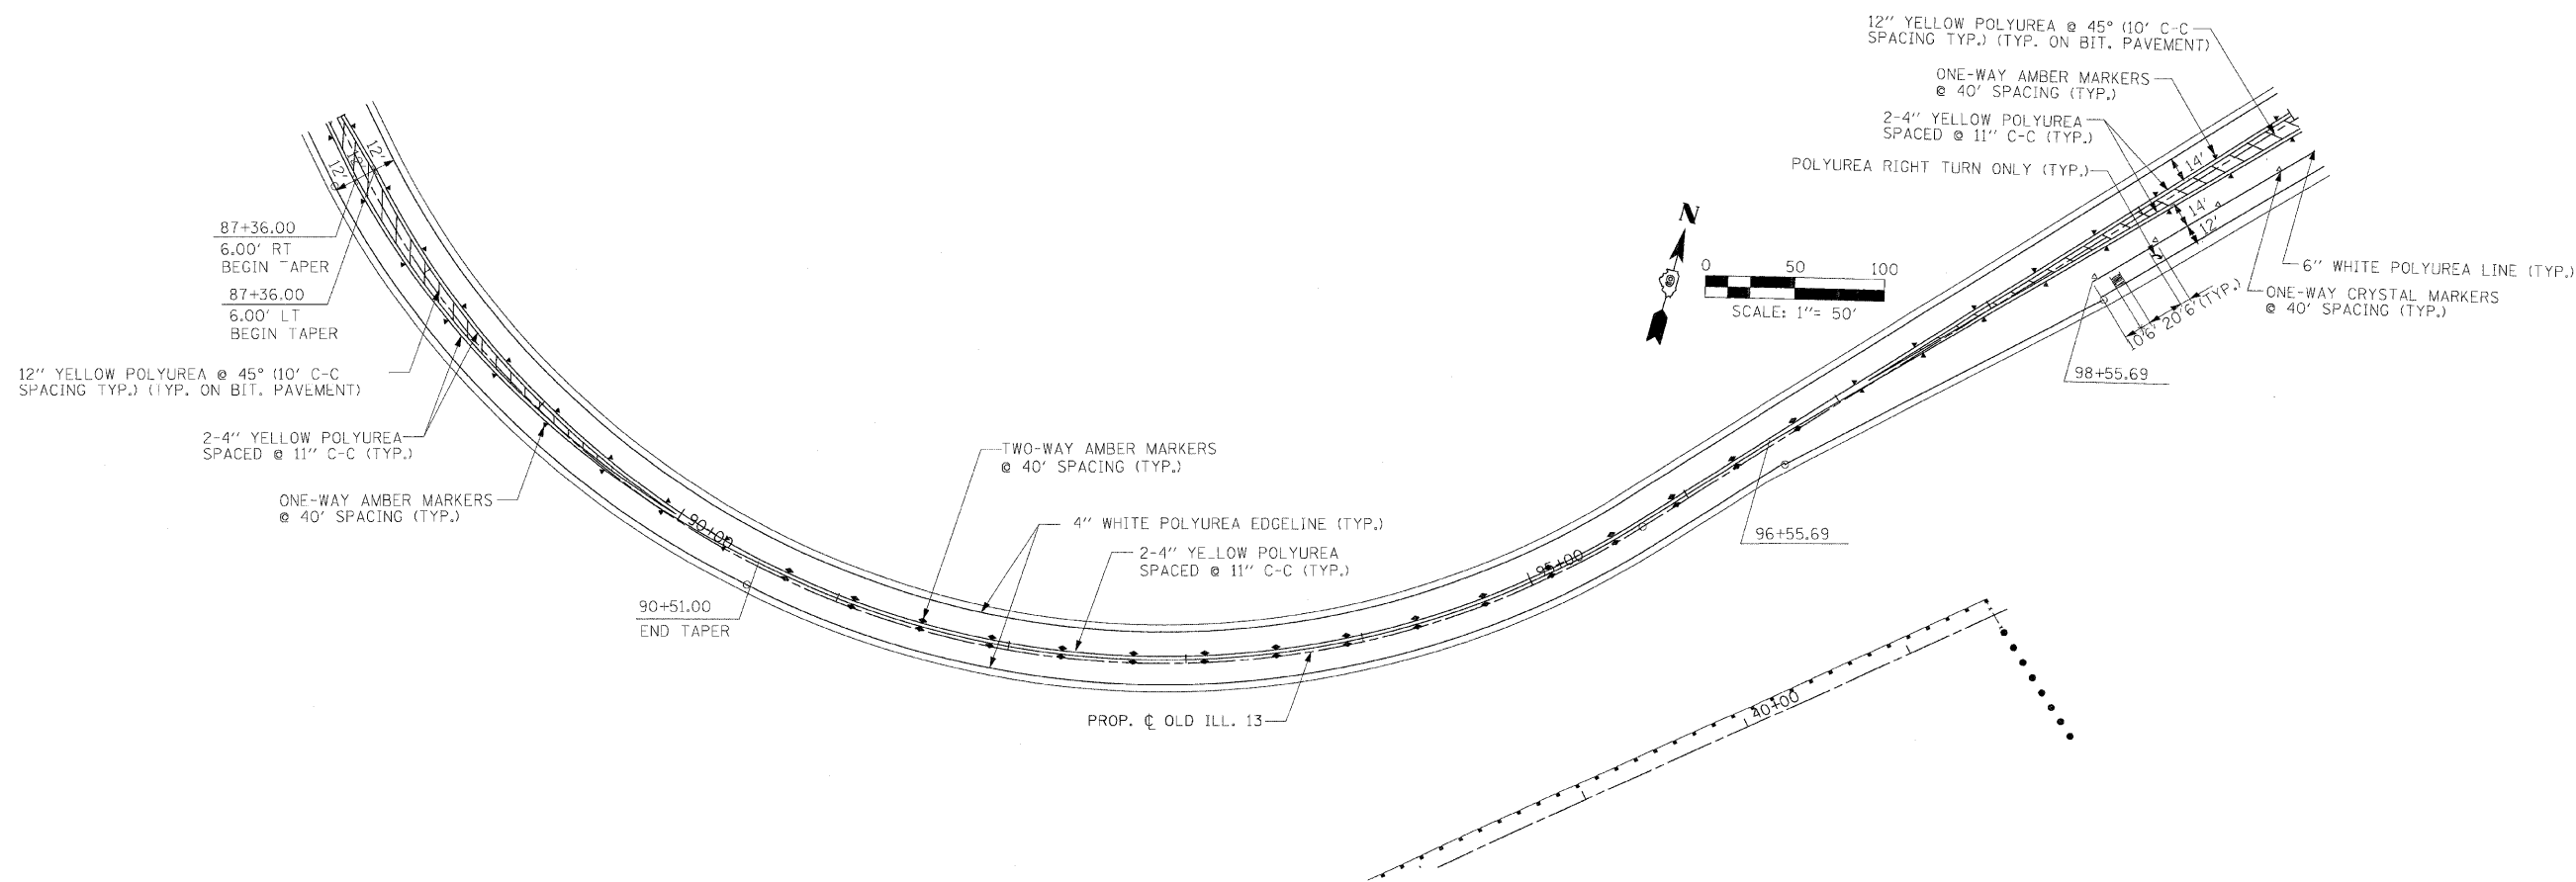 12" YELLOW POLYUREA @ 45° (10' C-C
SPACING TYP.) (TYP. ON BIT. PAVEMENT)
ONE-WAY AMBER MARKERS
@ 40' SPACING (TYP.)
2-4" YELLOW POLYUREA
SPACED @ 11" C-C (TYP.)
POLYUREA RIGHT TURN ONLY (TYP.)
14'
14'
12'
12'
12'
12'
N
0 50 100
SCALE: 1"= 50'
87+36.00
6.00' RT
BEGIN TAPER
87+36.00
6.00' LT
BEGIN TAPER
6" WHITE POLYUREA LINE (TYP.)
ONE-WAY CRYSTAL MARKERS
@ 40' SPACING (TYP.)
10' 6' 20' 6' (TYP.)
98+55.69
12" YELLOW POLYUREA @ 45° (10' C-C
SPACING TYP.) (TYP. ON BIT. PAVEMENT)
2-4" YELLOW POLYUREA
SPACED @ 11" C-C (TYP.)
TWO-WAY AMBER MARKERS
@ 40' SPACING (TYP.)
ONE-WAY AMBER MARKERS
@ 40' SPACING (TYP.)
90+00
4" WHITE POLYUREA EDGELINE (TYP.)
2-4" YELLOW POLYUREA
SPACED @ 11" C-C (TYP.)
96+55.69
95+00
90+51.00
END TAPER
PROP. ℄ OLD ILL. 13
40+00